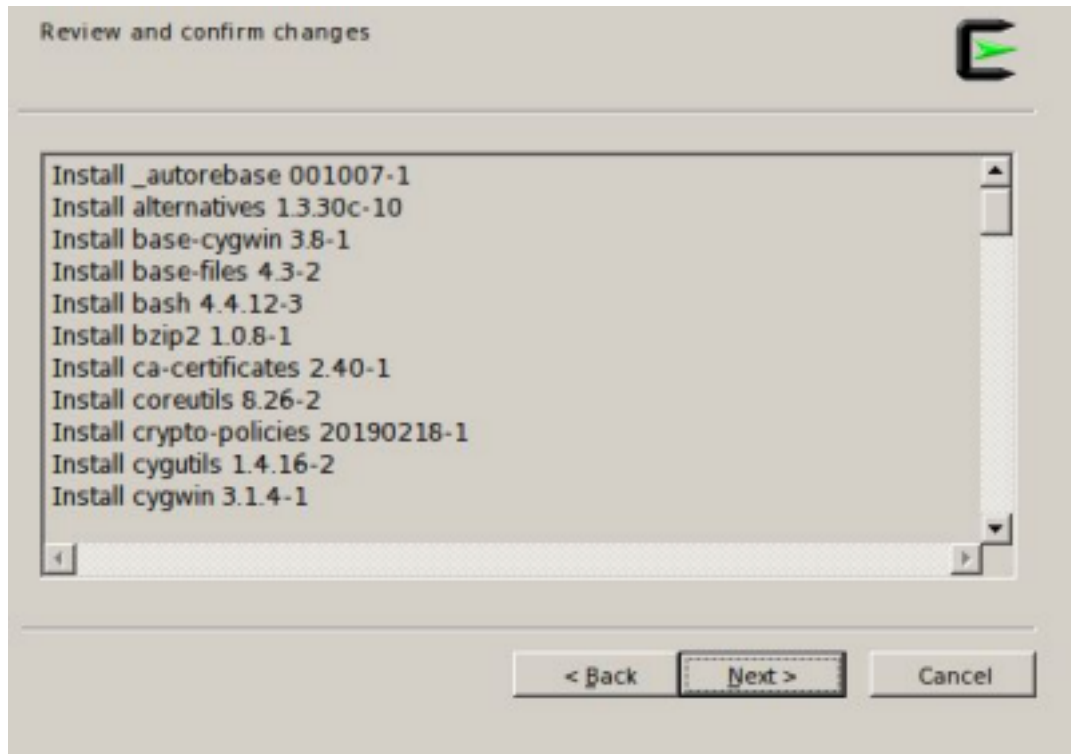 Review and confirm changes
Install _autorebase 001007-1
Install alternatives 1.3.30c-10
Install base-cygwin 3.8-1
Install base-files 4.3-2
Install bash 4.4.12-3
Install bzip2 1.0.8-1
Install ca-certificates 2.40-1
Install coreutils 8.26-2
Install crypto-policies 20190218-1
Install cygutils 1.4.16-2
Install cygwin 3.1.4-1
< Back Next > Cancel